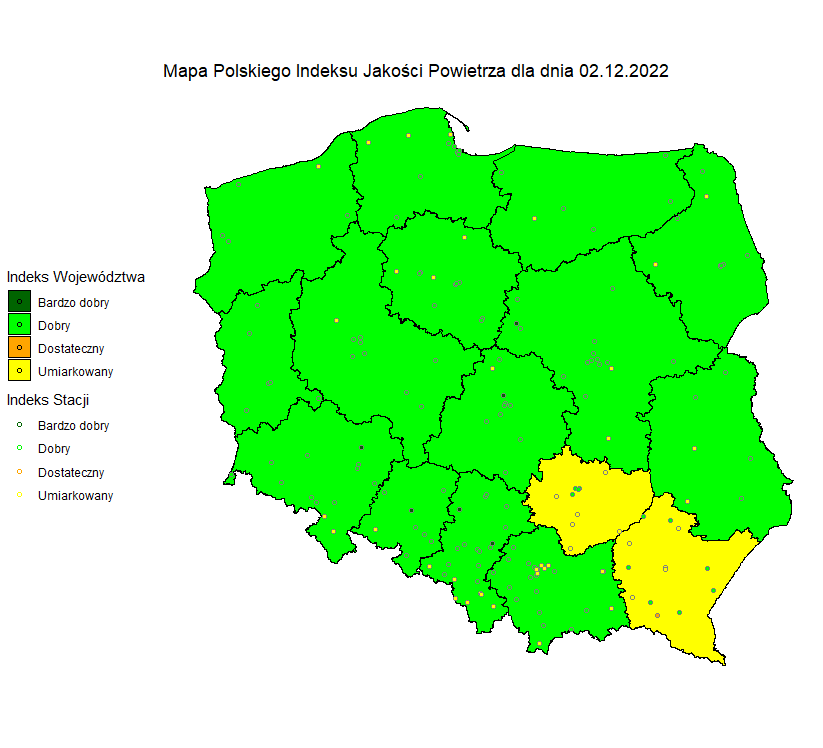 Mapa Polskiego Indeksu Jakości Powietrza dla dnia 02.12.2022
Indeks Województwa
Bardzo dobry
Dobry
Dostateczny
Umiarkowany
Indeks Stacji
Bardzo dobry
Dobry
Dostateczny
Umiarkowany